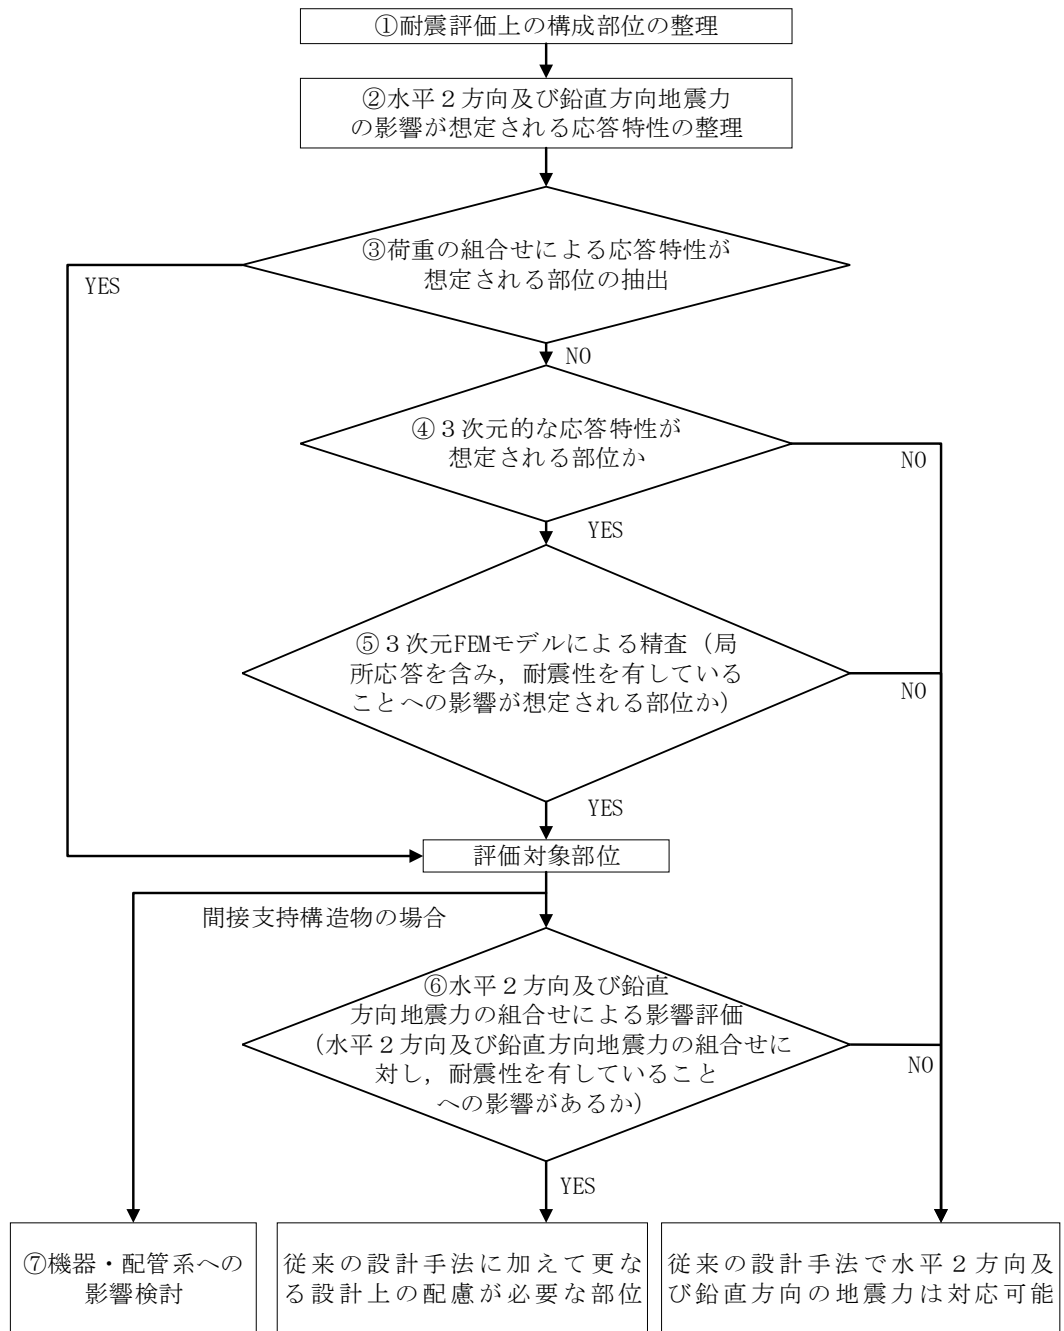 ①耐震評価上の構成部位の整理
②水平２方向及び鉛直方向地震力
の影響が想定される応答特性の整理
③荷重の組合せによる応答特性が
想定される部位の抽出
YES
NO
④３次元的な応答特性が
想定される部位か
NO
YES
⑤３次元FEMモデルによる精査（局
所応答を含み，耐震性を有している
ことへの影響が想定される部位か）
NO
YES
評価対象部位
間接支持構造物の場合
⑥水平２方向及び鉛直
方向地震力の組合せによる影響評価
（水平２方向及び鉛直方向地震力の組合せに
対し，耐震性を有していること
への影響があるか）
NO
YES
⑦機器・配管系への
影響検討
従来の設計手法に加えて更な
る設計上の配慮が必要な部位
従来の設計手法で水平２方向及
び鉛直方向の地震力は対応可能